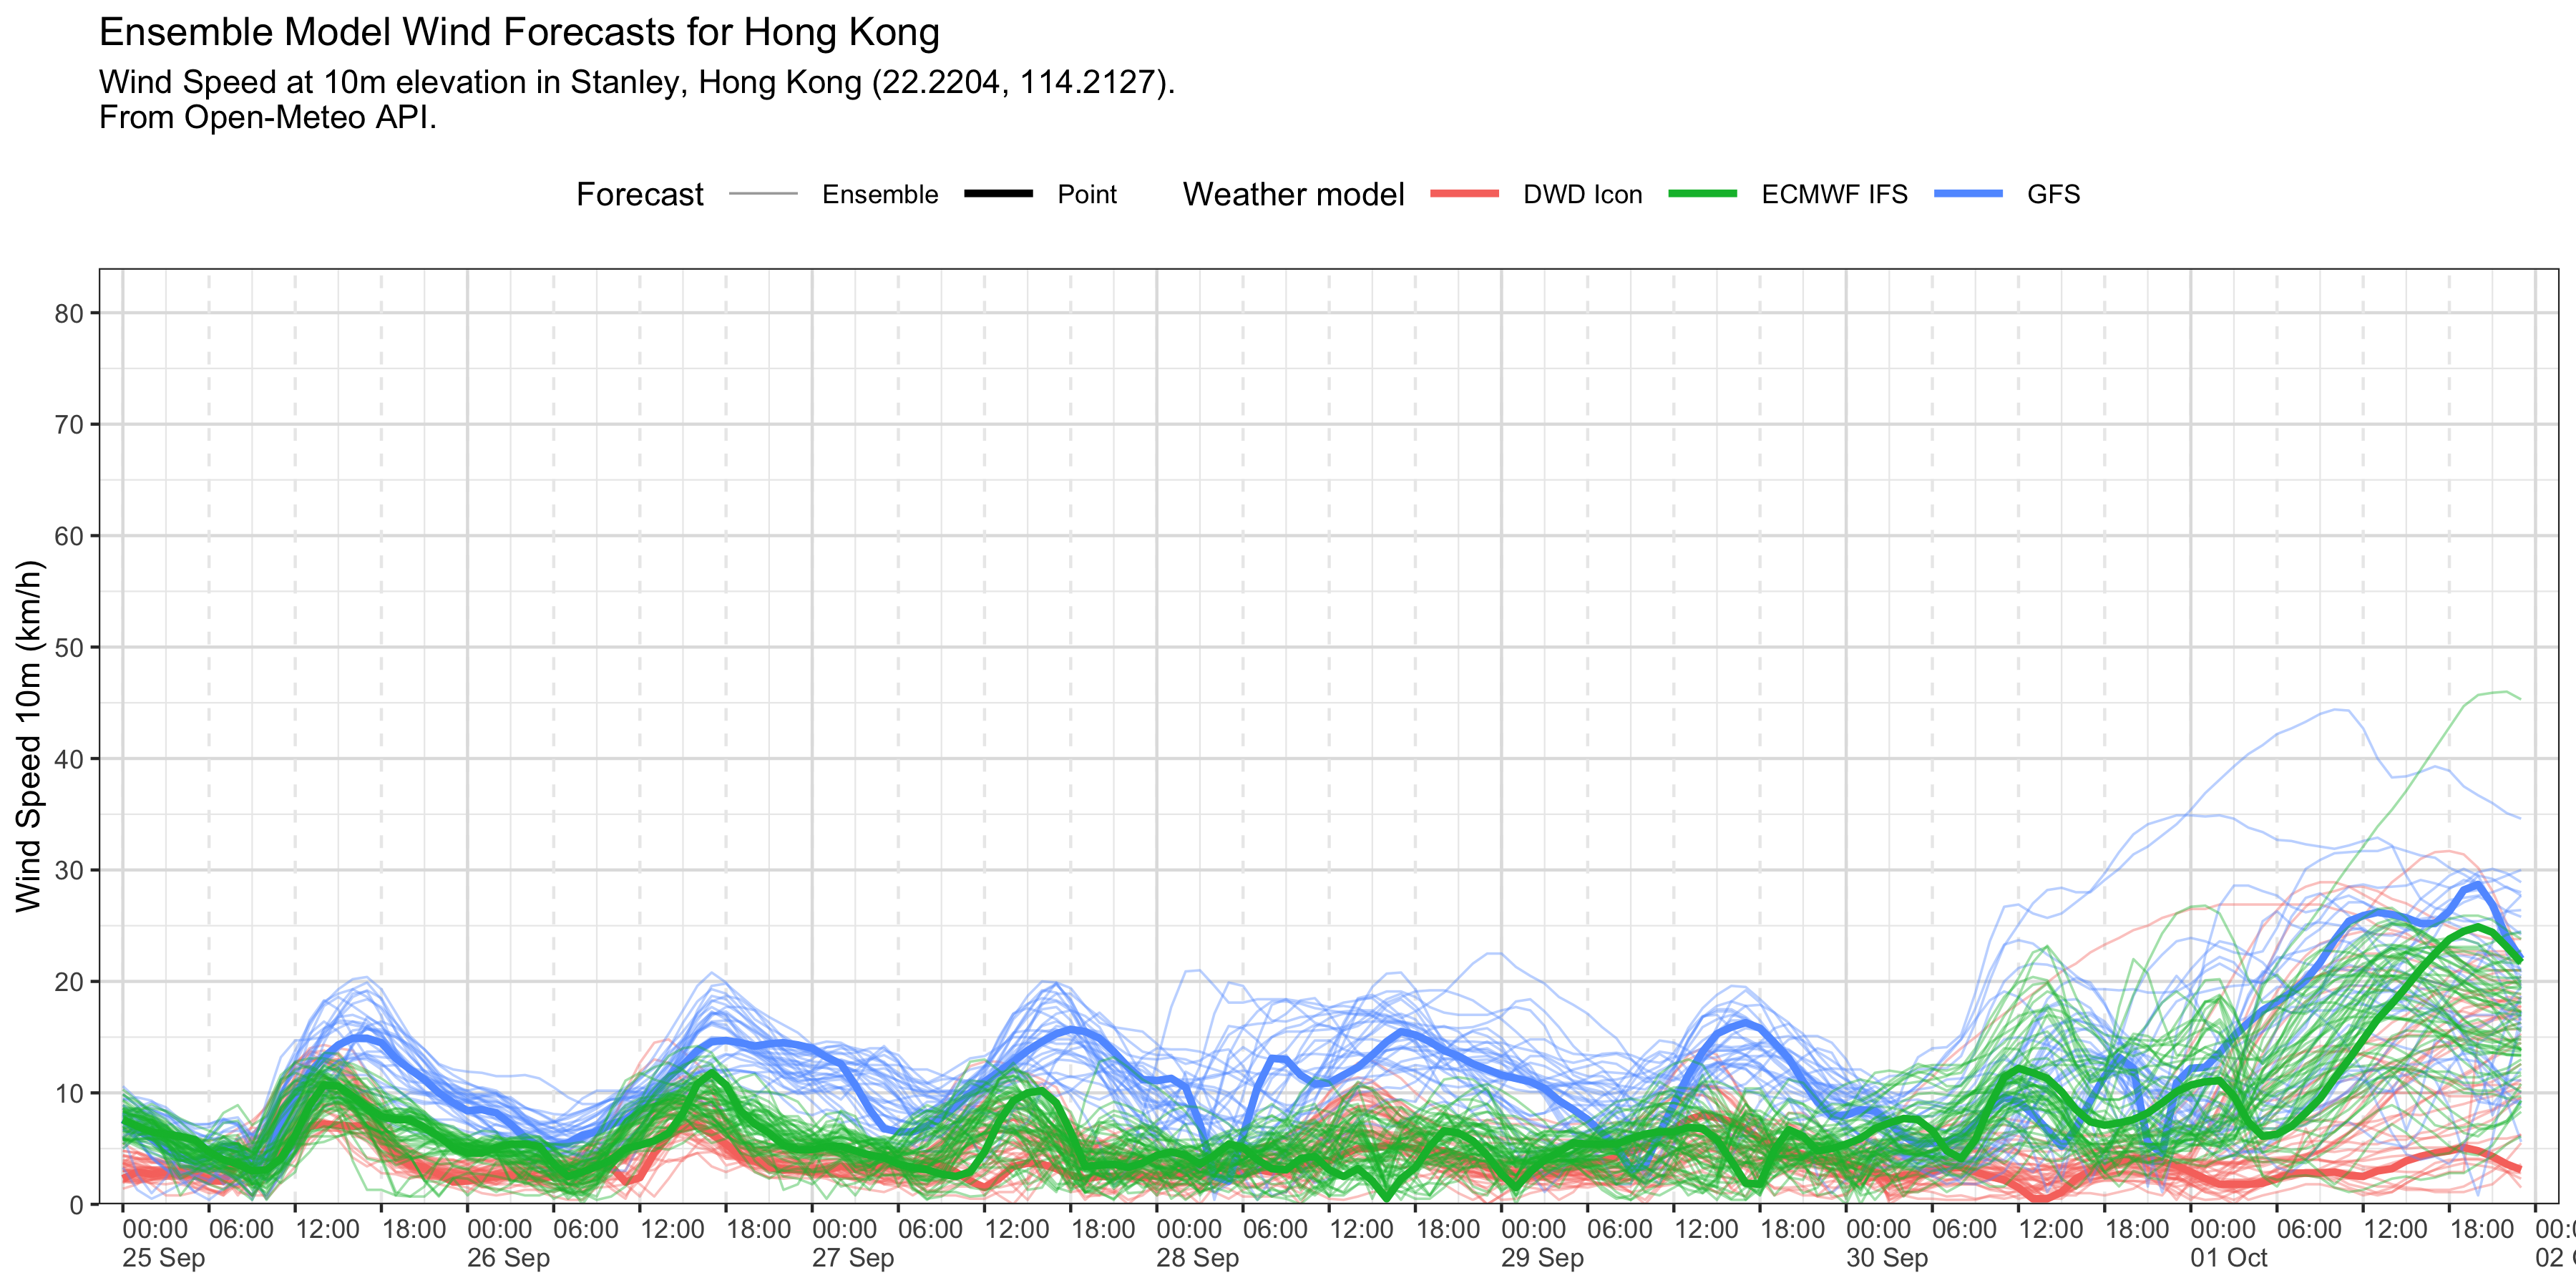 Ensemble Model Wind Forecasts for Hong Kong
Wind Speed at 10m elevation in Stanley, Hong Kong (22.2204, 114.2127).
From Open-Meteo API.
Forecast Ensemble Point Weather model DWD Icon ECMWF IFS GFS
Wind Speed 10m (km/h)
80
70
60
50
40
30
20
10
0
00:00 06:00 12:00 18:00 00:00 06:00 12:00 18:00 00:00 06:00 12:00 18:00 00:00 06:00 12:00 18:00 00:00 06:00 12:00 18:00 00:00 06:00 12:00 18:00 00:00 06:00 12:00 18:00
25 Sep 26 Sep 27 Sep 28 Sep 29 Sep 30 Sep 01 Oct 02